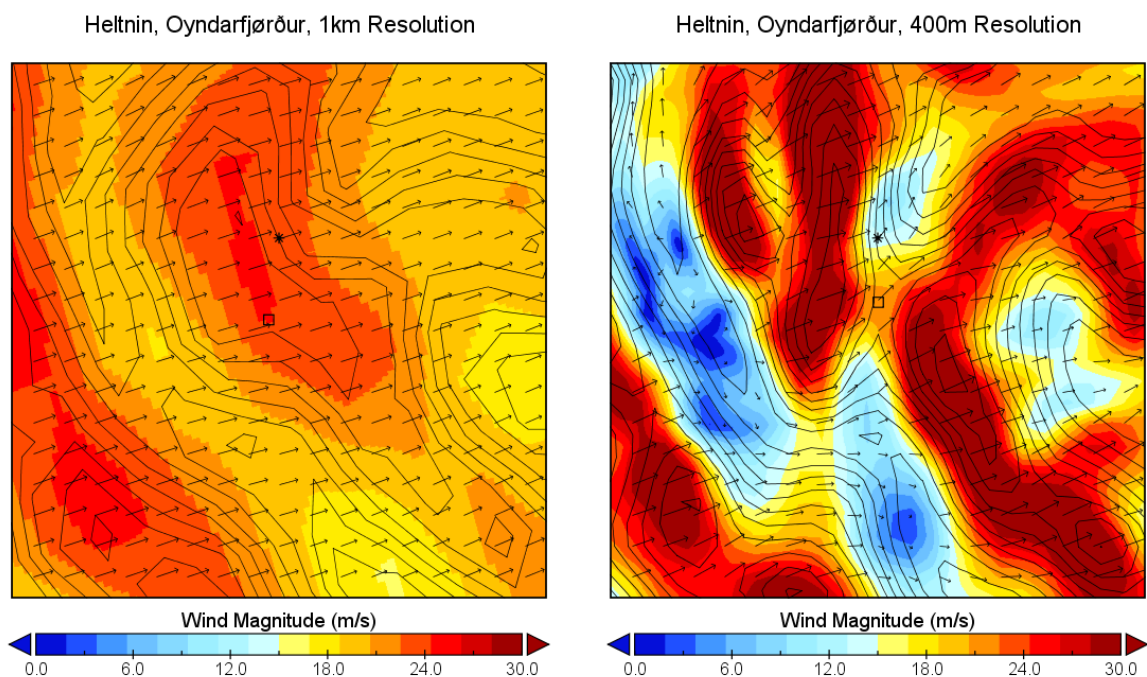 Heltnin, Oyndarfjørður, 1km Resolution
Heltnin, Oyndarfjørður, 400m Resolution
Wind Magnitude (m/s)
0.0 6.0 12.0 18.0 24.0 30.0
Wind Magnitude (m/s)
0.0 6.0 12.0 18.0 24.0 30.0